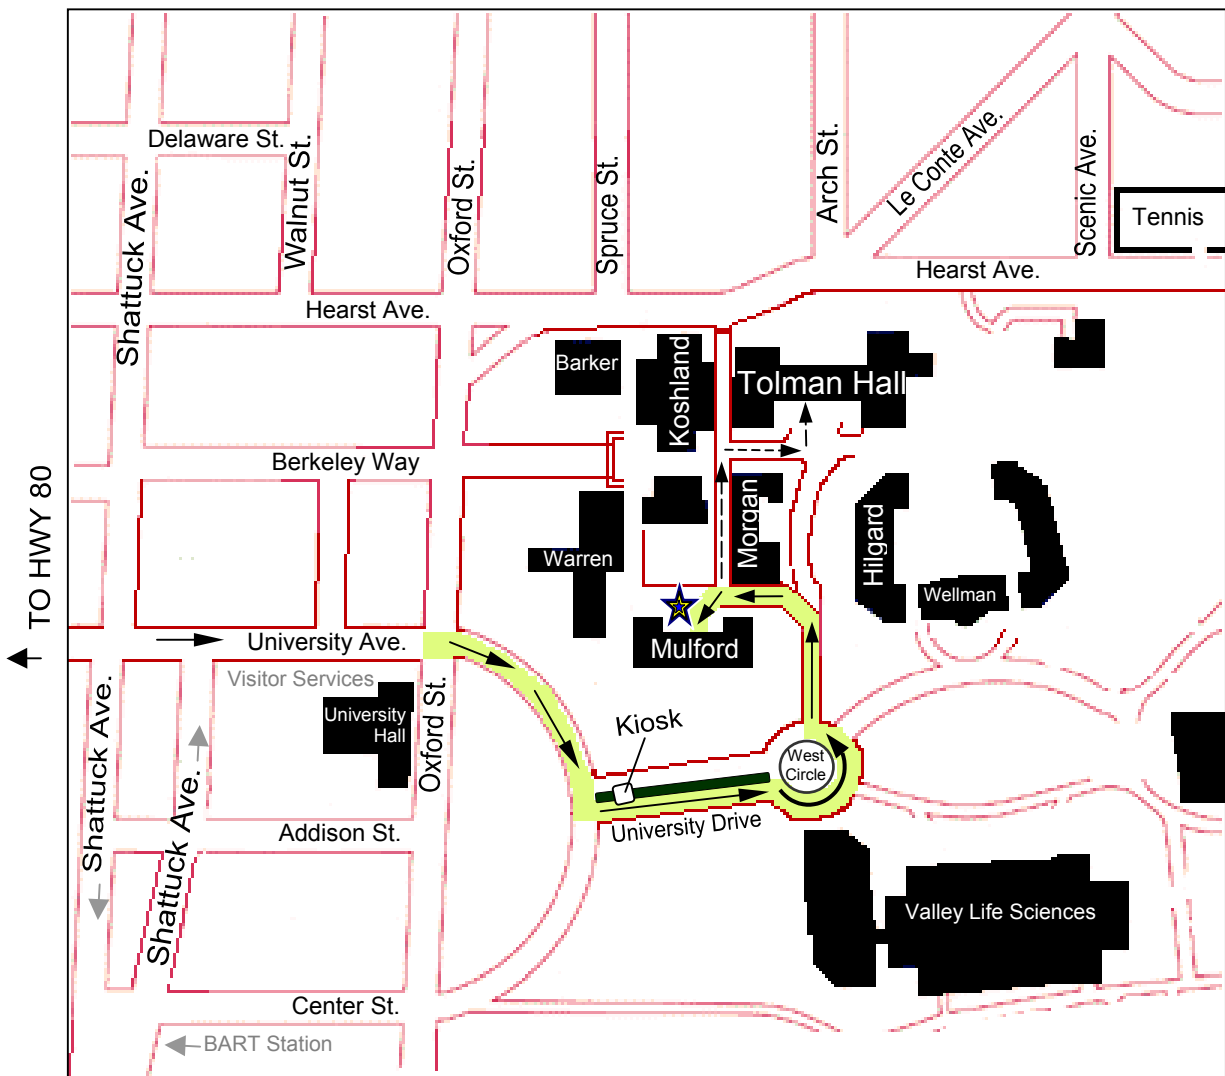 Delaware St.
Shattuck Ave.
Walnut St.
Oxford St.
Spruce St.
Arch St.
Le Conte Ave.
Scenic Ave.
Tennis
Hearst Ave.
Hearst Ave.
Barker
Koshland
Tolman Hall
Berkeley Way
TO HWY 80
Warren
Morgan
Hilgard
Wellman
University Ave.
Mulford
Visitor Services
University
Hall
Oxford St.
Kiosk
West
Circle
University Drive
Shattuck Ave.
Shattuck Ave.
Addison St.
Valley Life Sciences
Center St.
BART Station